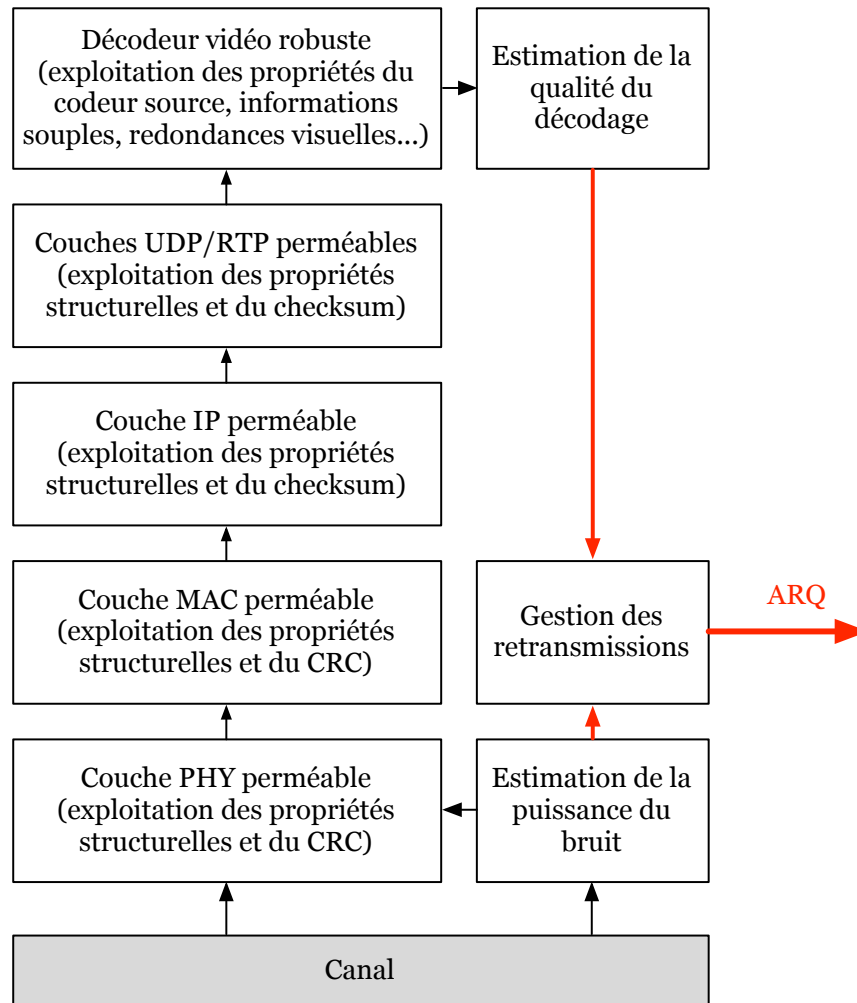 Décodeur vidéo robuste
(exploitation des propriétés du
codeur source, informations
souples, redondances visuelles...)
Estimation de la
qualité du
décodage
Couches UDP/RTP perméables
(exploitation des propriétés
structurelles et du checksum)
Couche IP perméable
(exploitation des propriétés
structurelles et du checksum)
Couche MAC perméable
(exploitation des propriétés
structurelles et du CRC)
Gestion des
retransmissions
ARQ
Couche PHY perméable
(exploitation des propriétés
structurelles et du CRC)
Estimation de la
puissance du
bruit
Canal